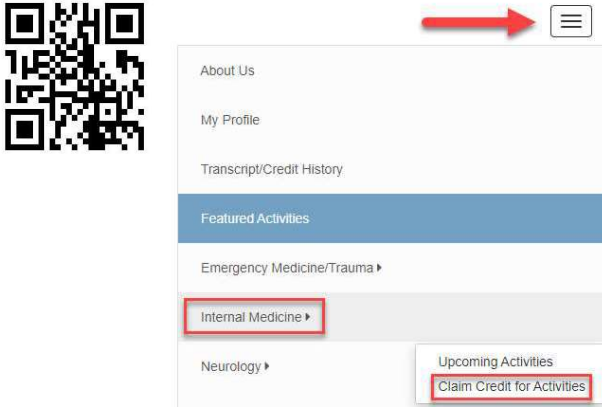 About Us
My Profile
Transcript/Credit History
Featured Activities
Emergency Medicine/Trauma
Internal Medicine
Neurology
Upcoming Activities
Claim Credit for Activities